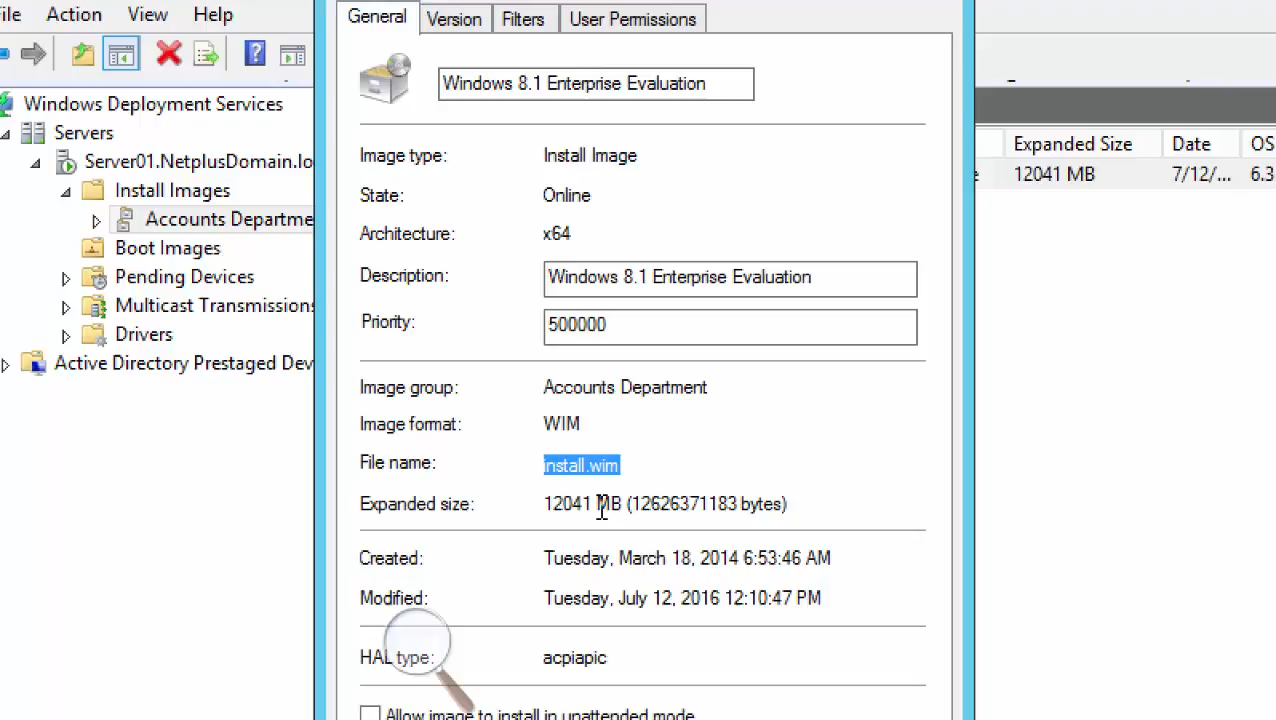 File Action View Help
Windows Deployment Services
Servers
Server01.NetplusDomain.lo
Install Images
Accounts Departme
Boot Images
Pending Devices
Multicast Transmissions
Drivers
Active Directory Prestaged Dev
General Version Filters User Permissions
Windows 8.1 Enterprise Evaluation
Image type: Install Image
State: Online
Architecture: x64
Description: Windows 8.1 Enterprise Evaluation
Priority: 500000
Image group: Accounts Department
Image format: WIM
File name: install.wim
Expanded size: 12041 MB (12626371183 bytes)
Created: Tuesday, March 18, 2014 6:53:46 AM
Modified: Tuesday, July 12, 2016 12:10:47 PM
HAL type: acpiapic
Allow image to install in unattended mode
Expanded Size Date OS
12041 MB 7/12/... 6.3